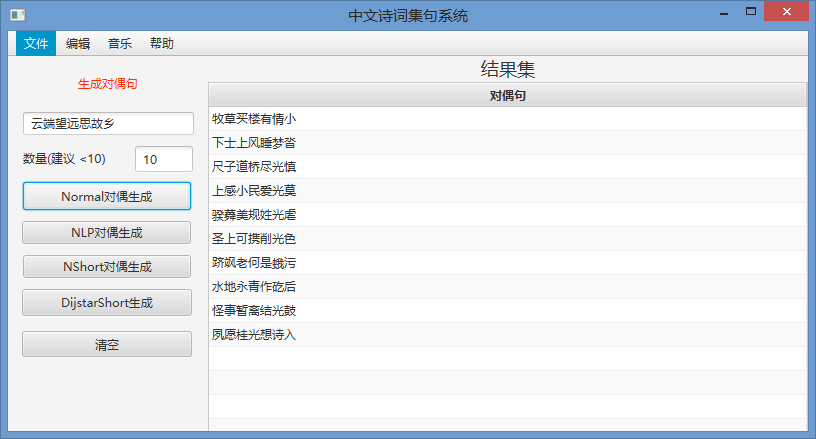 中文诗词集句系统
文件 编辑 音乐 帮助
生成对偶句
云端望远思故乡
数量(建议 <10) 10
Normal对偶生成
NLP对偶生成
NShort对偶生成
DijstarShort生成
清空
结果集
对偶句
牧草买楼有情小
下士上风睡梦沓
尺子道桥尽光慎
上感小民爱光莫
骏薅美规姓光虐
圣上可携削光色
跻飒老何是蛾污
水地永青作矻后
怪事暂离结光鼓
夙愿桂光想诗入